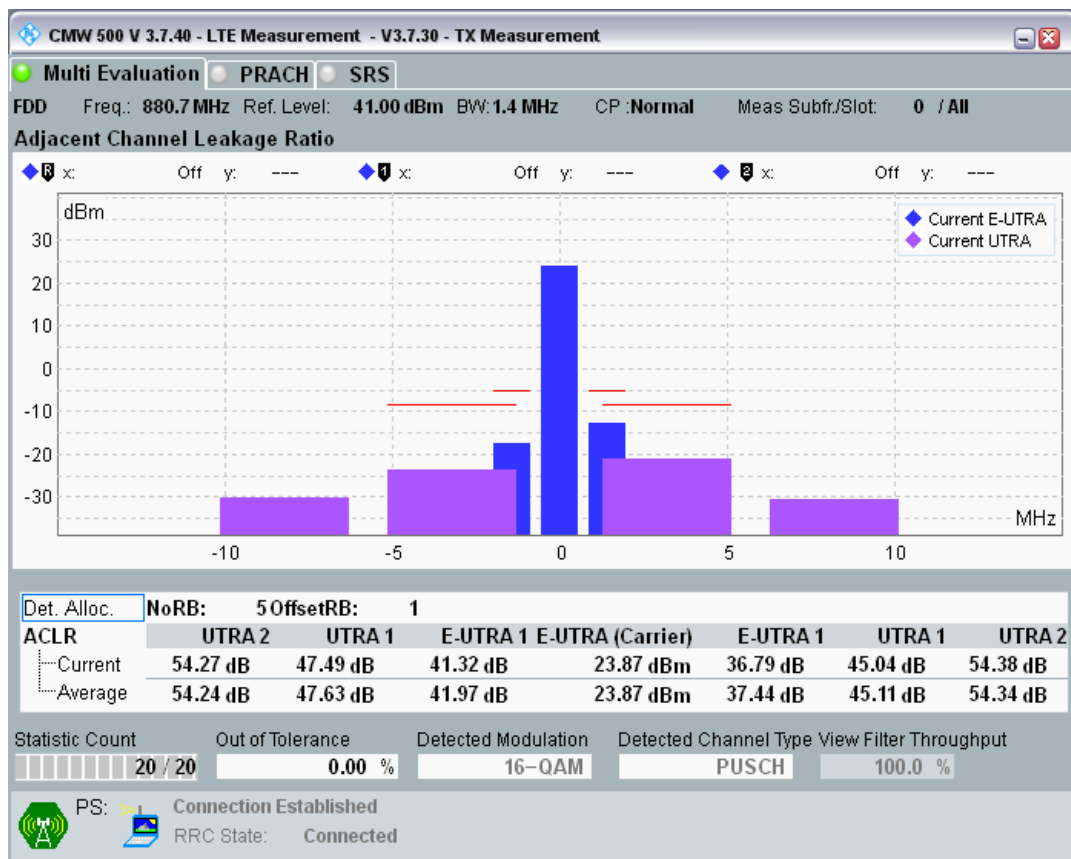 CMW 500 V 3.7.40 - LTE Measurement - V3.7.30 - TX Measurement
Multi Evaluation PRACH SRS
FDD Freq.: 880.7 MHz Ref. Level: 41.00 dBm BW: 1.4 MHz CP :Normal Meas Subfr./Slot: 0 / All
Adjacent Channel Leakage Ratio
R x: Off y: --- 1 x: Off y: --- 2 x: Off y: ---
dBm
Current E-UTRA
Current UTRA
30
20
10
0
-10
-20
-30
MHz
-10 -5 0 5 10
Det. Alloc. NoRB: 5 OffsetRB: 1
ACLR UTRA 2 UTRA 1 E-UTRA 1 E-UTRA (Carrier) E-UTRA 1 UTRA 1 UTRA 2
Current 54.27 dB 47.49 dB 41.32 dB 23.87 dBm 36.79 dB 45.04 dB 54.38 dB
Average 54.24 dB 47.63 dB 41.97 dB 23.87 dBm 37.44 dB 45.11 dB 54.34 dB
Statistic Count Out of Tolerance Detected Modulation Detected Channel Type View Filter Throughput
20 / 20 0.00 % 16-QAM PUSCH 100.0 %
PS: Connection Established
RRC State: Connected